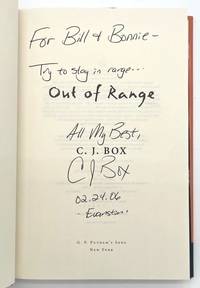 For Bill & Bonnie -
Try to stay in range...
Out of Range
All My Best,
C. J. BOX
CJ Box
02.24.06
- Evanston!
G. P. PUTNAM'S SONS
NEW YORK